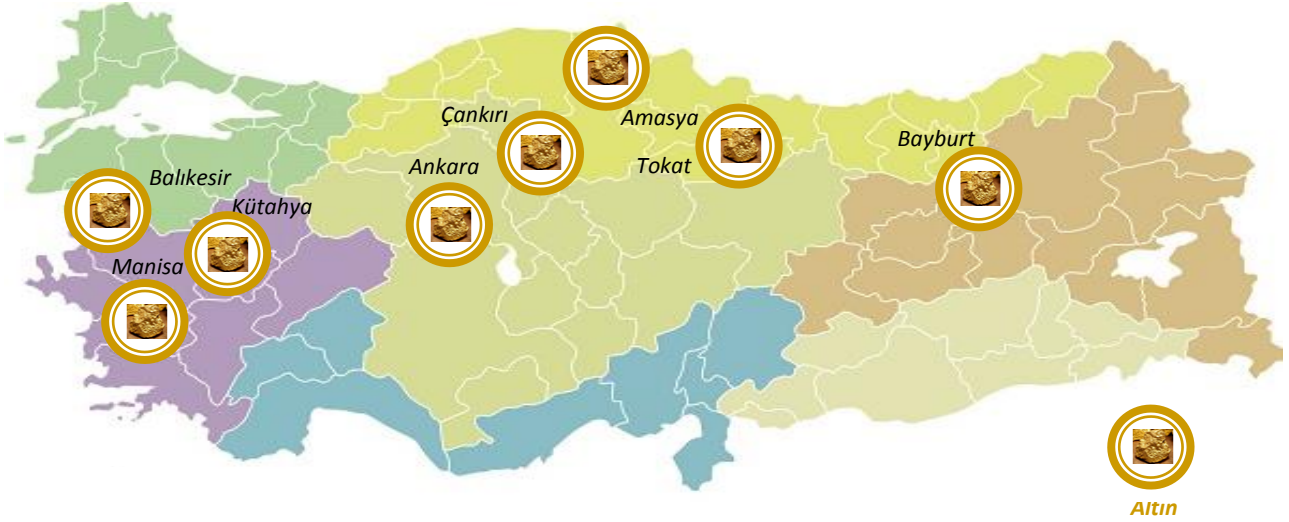 Çankırı
Amasya
Bayburt
Ankara
Tokat
Balıkesir
Kütahya
Manisa
Altın